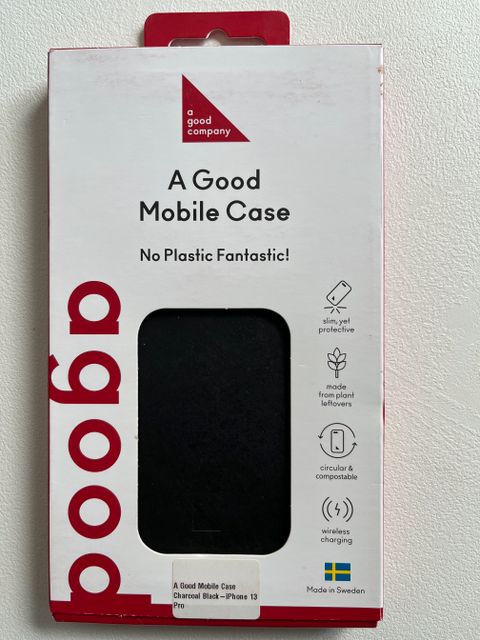 a
good
company
A Good
Mobile Case
No Plastic Fantastic!
agood
slim, yet
protective
made
from plant
leftovers
circular &
compostable
wireless
charging
Made in Sweden
A Good Mobile Case
Charcoal Black—iPhone 13
Pro